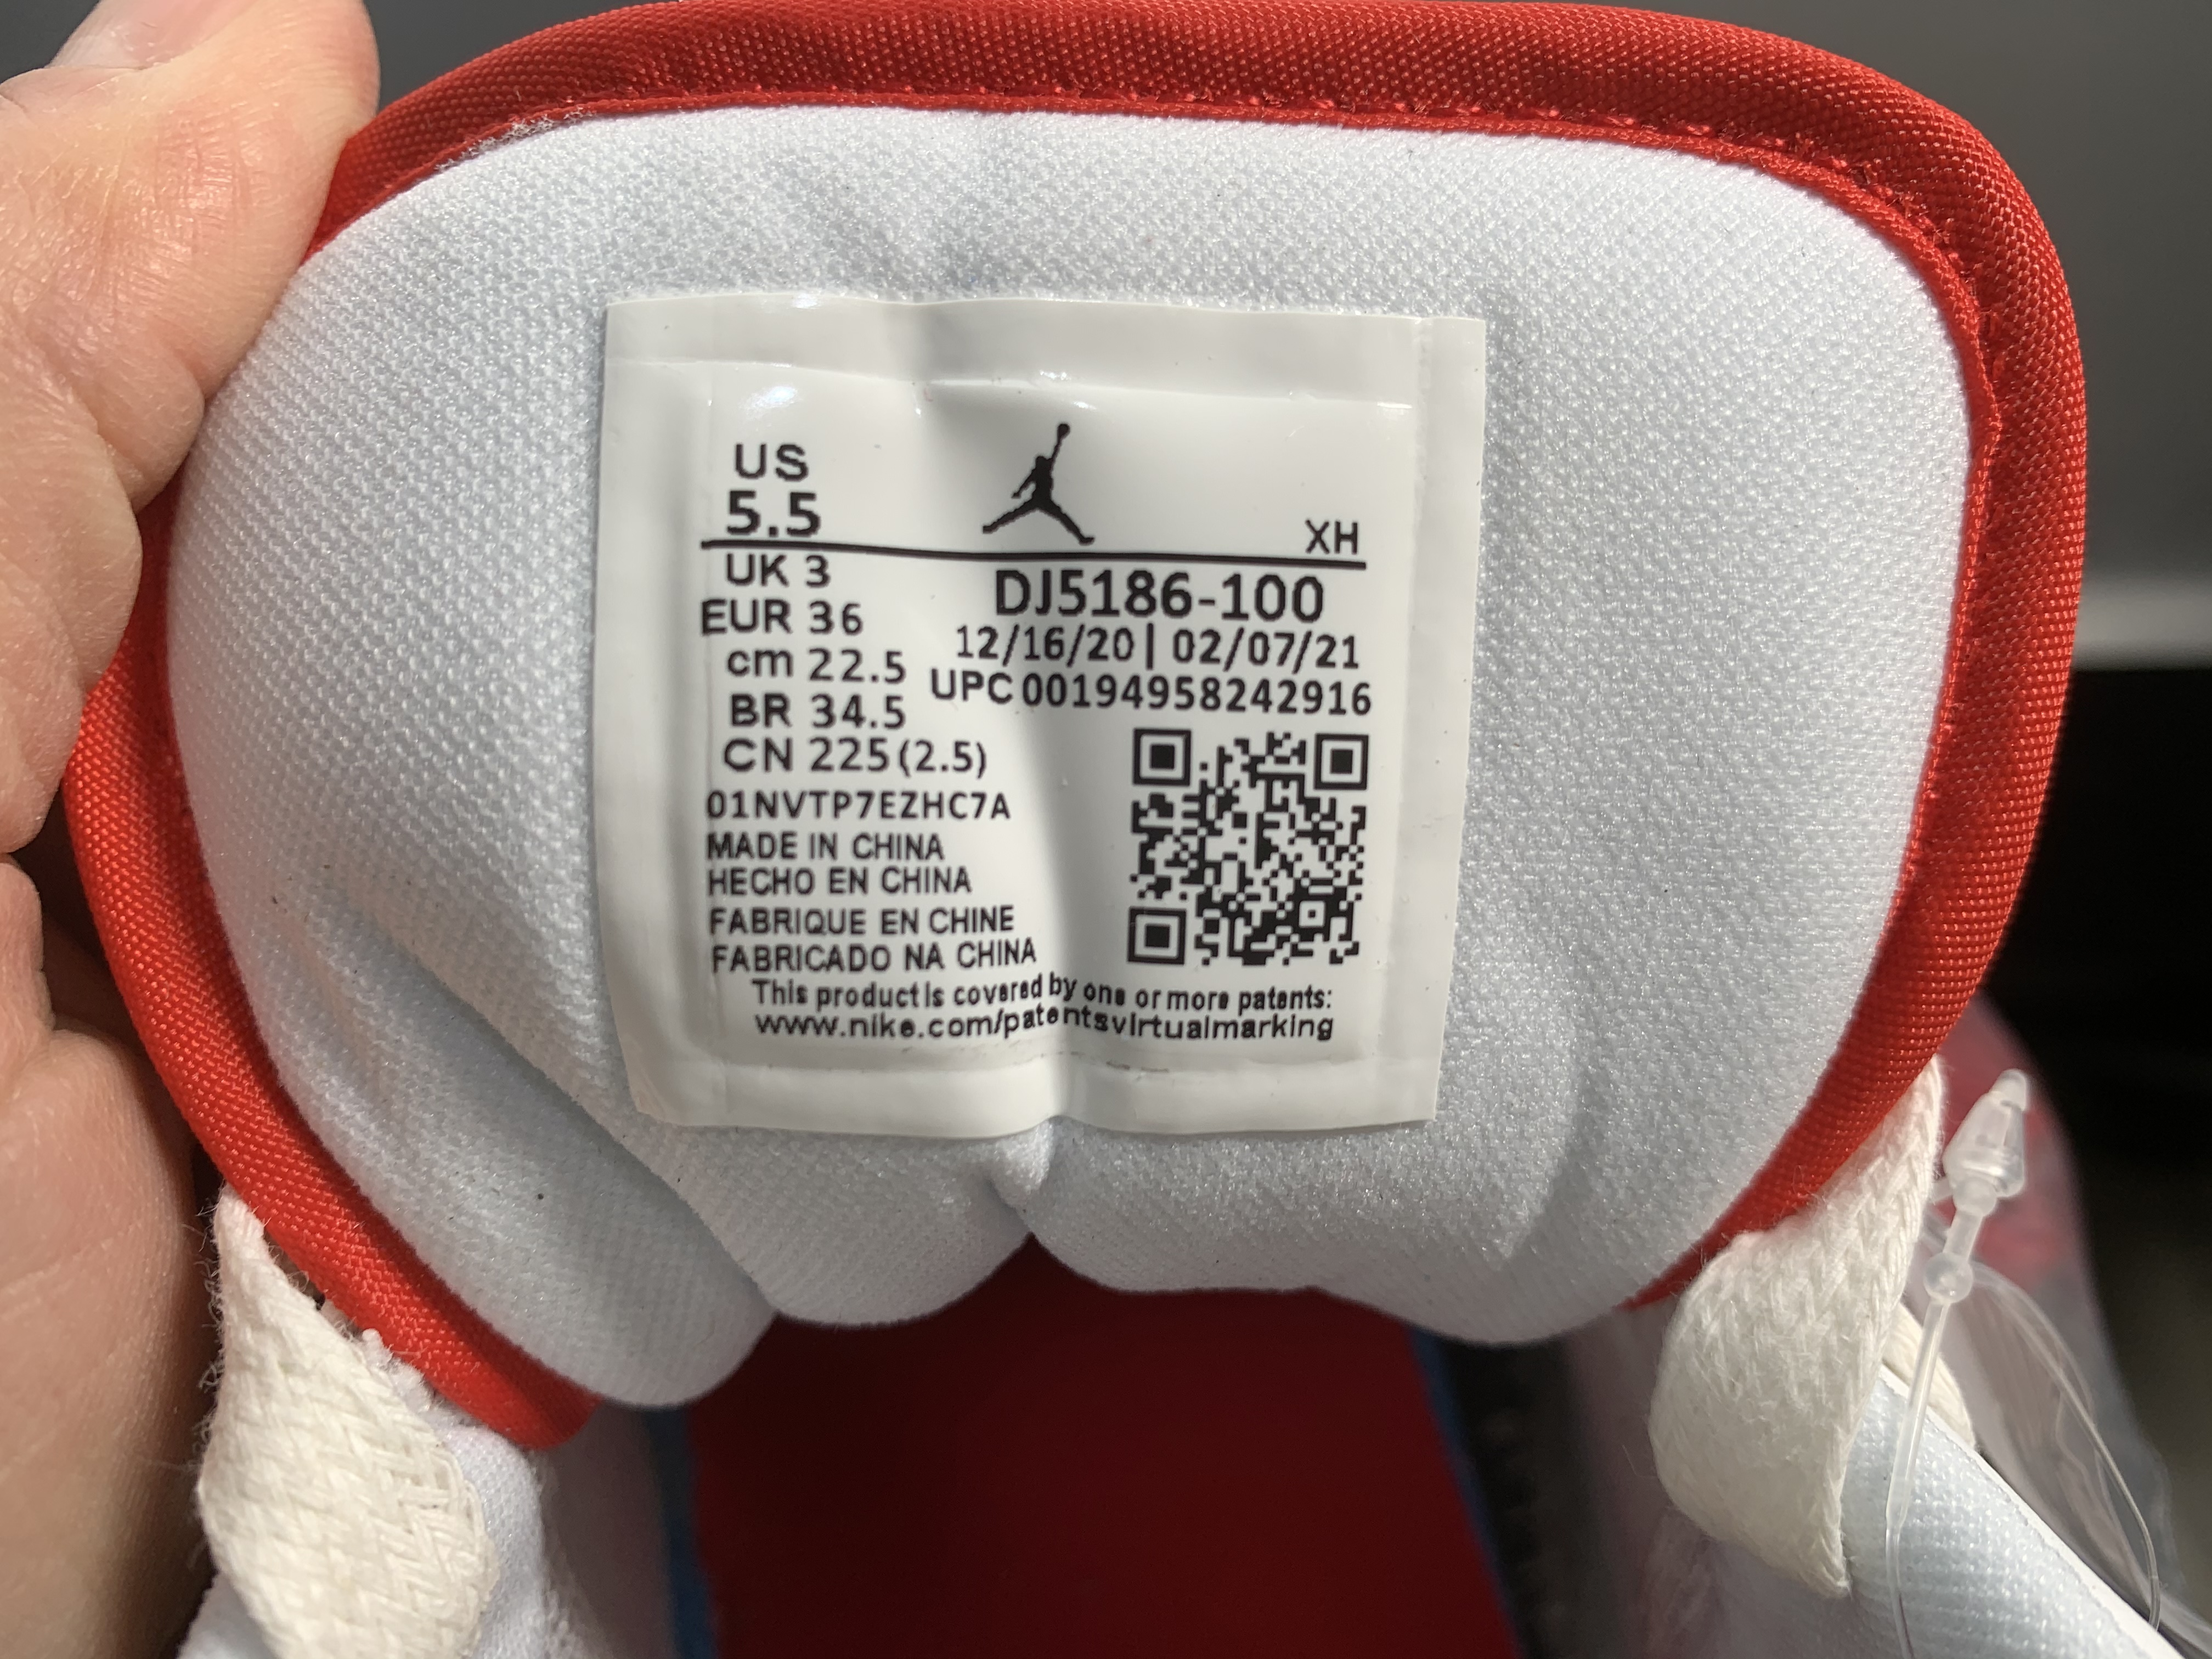 US
5.5
XH
UK 3
EUR 36
cm 22.5
BR 34.5
CN 225 (2.5)
DJ5186-100
12/16/20 | 02/07/21
UPC 00194958242916
01NVTP7EZHC7A
MADE IN CHINA
HECHO EN CHINA
FABRIQUE EN CHINE
FABRICADO NA CHINA
This product is covered by one or more patents:
www.nike.com/patentsvirtualmarking